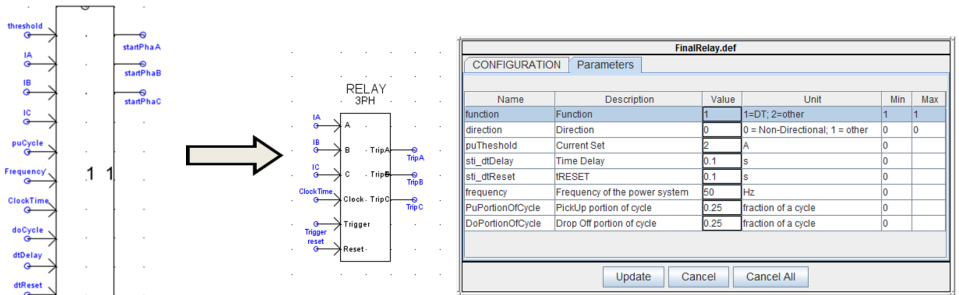 threshold
IA
IB
IC
puCycle
Frequency'
ClockTime
doCycle
dtDelay
dtReset
1 1
startPhaA
startPhaB
startPhaC
RELAY
3PH
IA
IB
IC
ClockTime
Trigger
reset
A
B
C
Clock
Trigger
Reset
TripA
TripB
TripC
TripA
TripB
TripC
FinalRelay.def
CONFIGURATION Parameters
Name Description Value Unit Min Max
function Function 1 1=DT; 2=other 1 1
direction Direction 0 0 = Non-Directional; 1 = other 0 0
puTheshold Current Set 2 A 0
sti_dtDelay Time Delay 0.1 s 0
sti_dtReset tRESET 0.1 s 0
frequency Frequency of the power system 50 Hz 0
PuPortionOfCycle PickUp portion of cycle 0.25 fraction of a cycle 0
DoPortionOfCycle Drop Off portion of cycle 0.25 fraction of a cycle 0
Update Cancel Cancel All